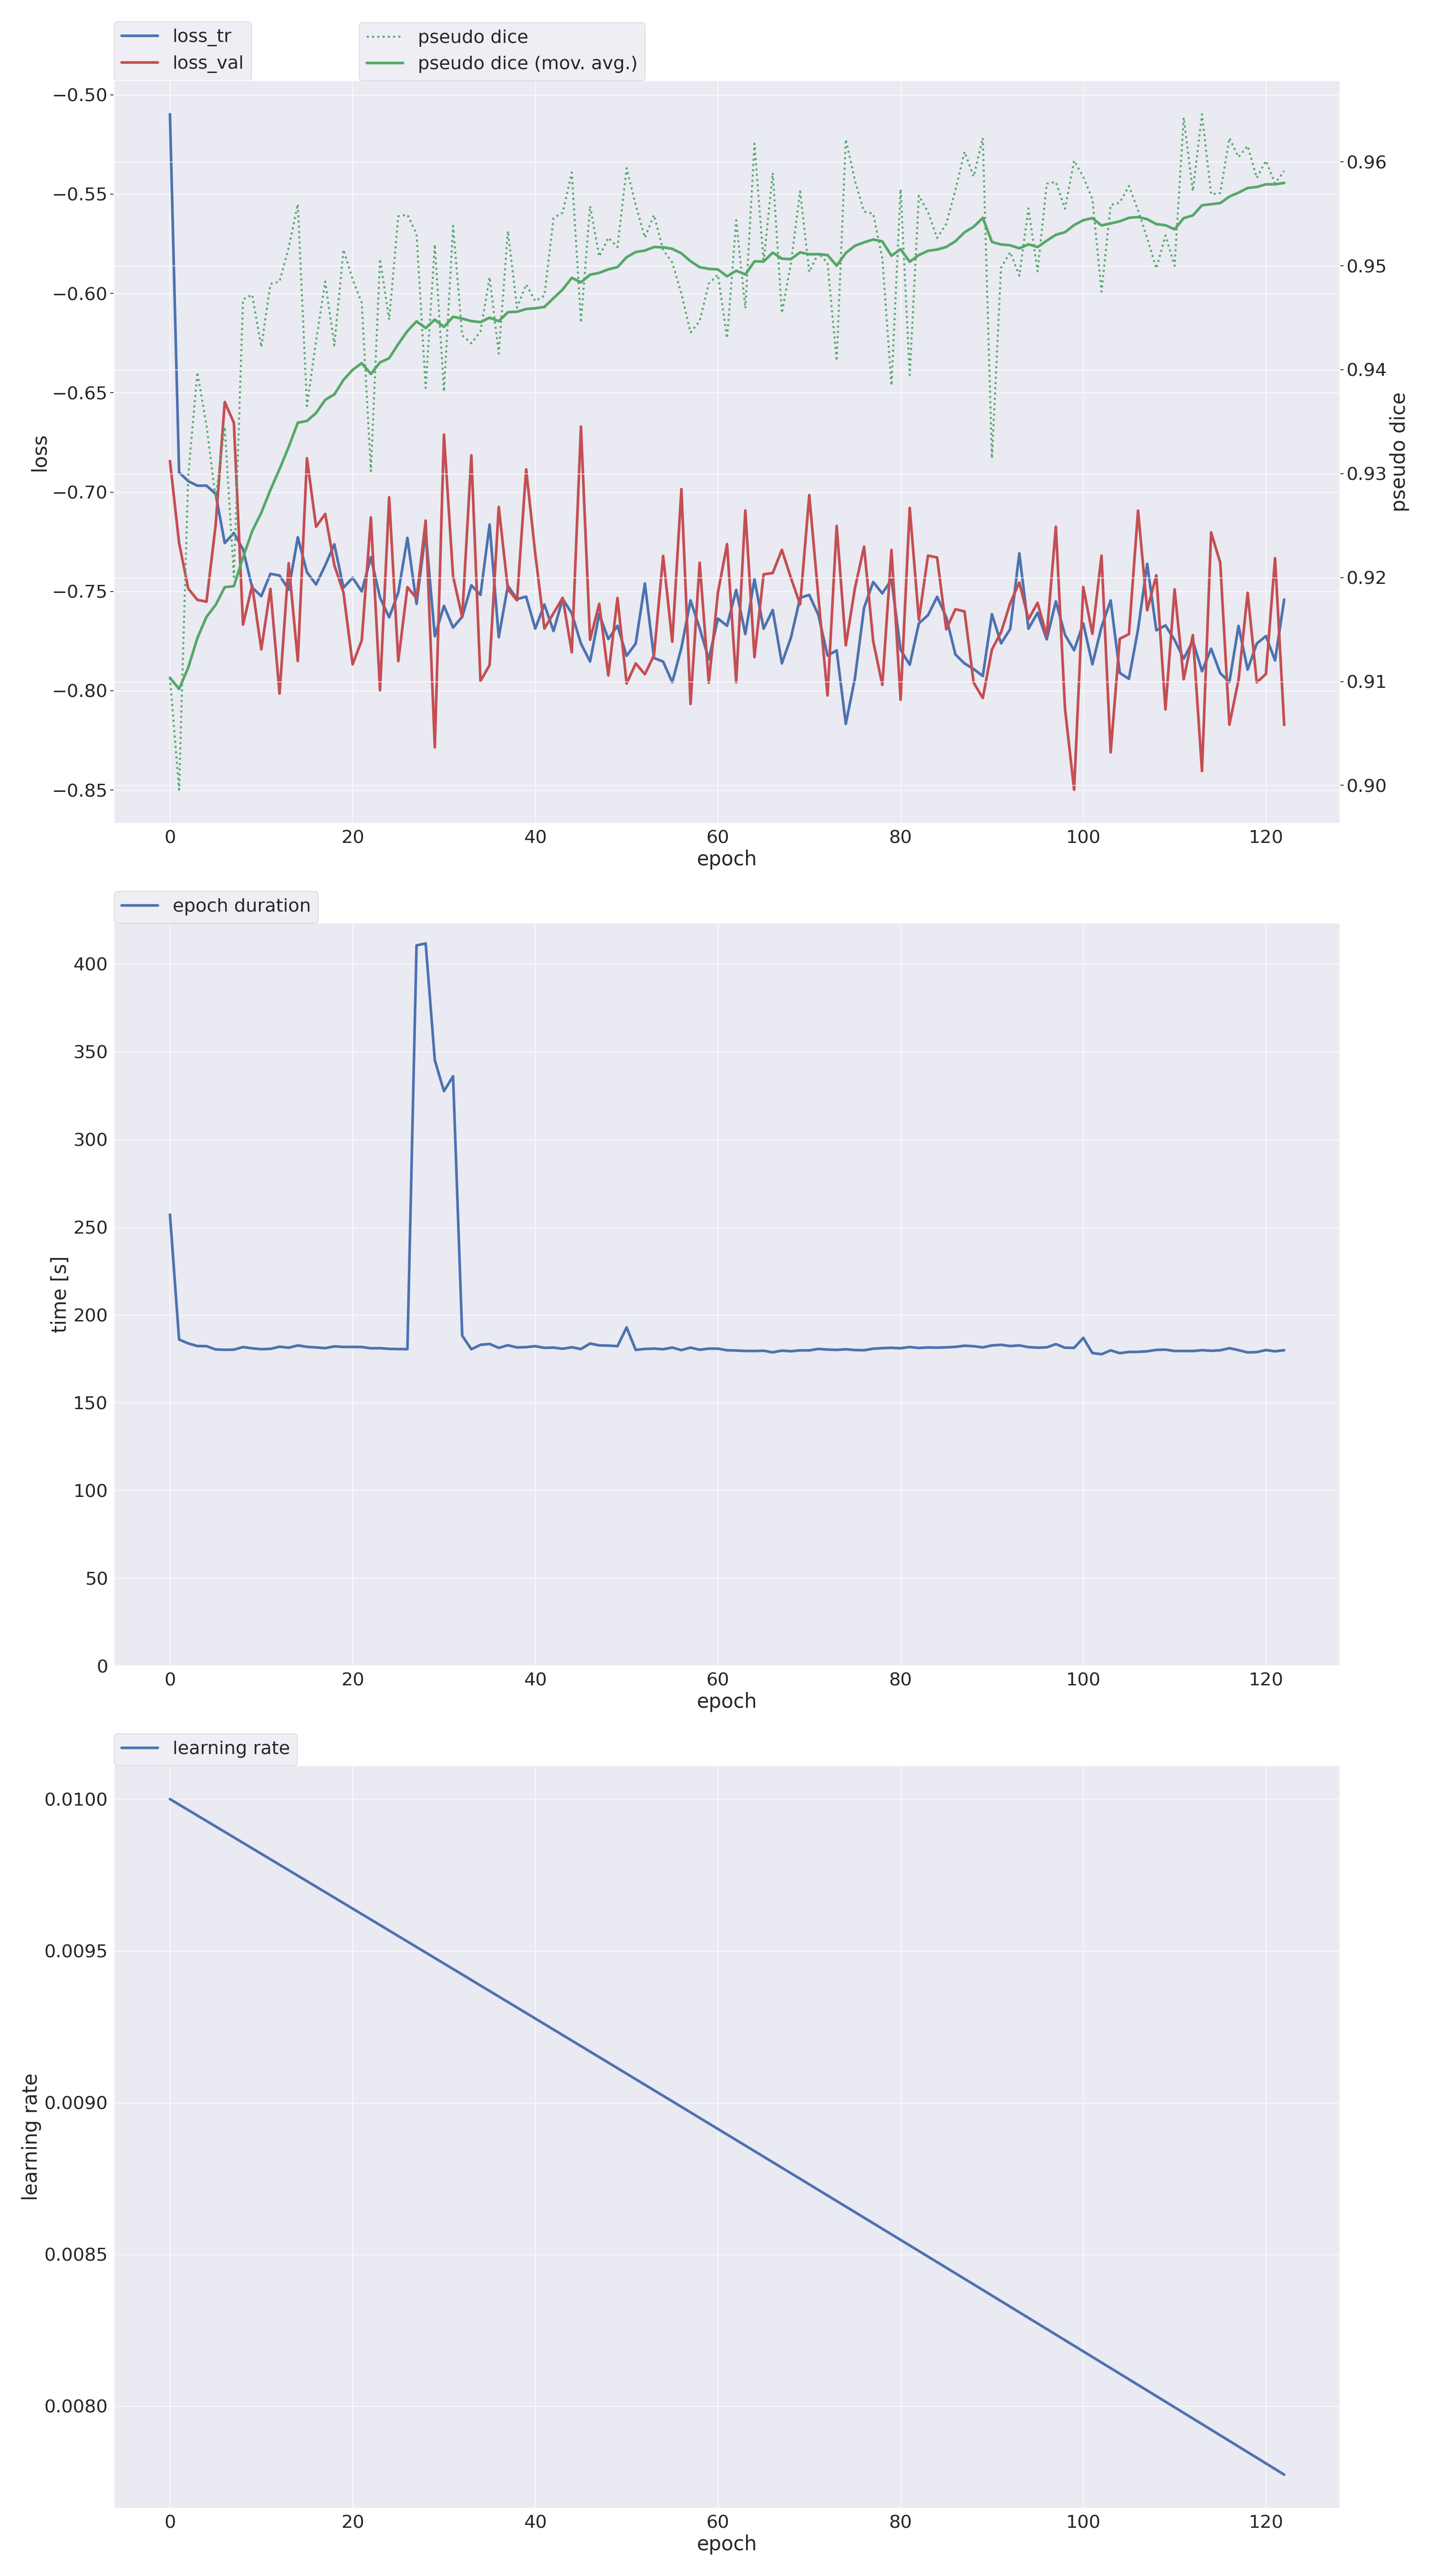 loss_tr
loss_val
pseudo dice
pseudo dice (mov. avg.)
−0.50
−0.55
−0.60
−0.65
−0.70
−0.75
−0.80
−0.85
loss
0.96
0.95
0.94
0.93
0.92
0.91
0.90
pseudo dice
0 20 40 60 80 100 120
epoch
epoch duration
400
350
300
250
200
150
100
50
0
time [s]
0 20 40 60 80 100 120
epoch
learning rate
0.0100
0.0095
0.0090
0.0085
0.0080
learning rate
0 20 40 60 80 100 120
epoch